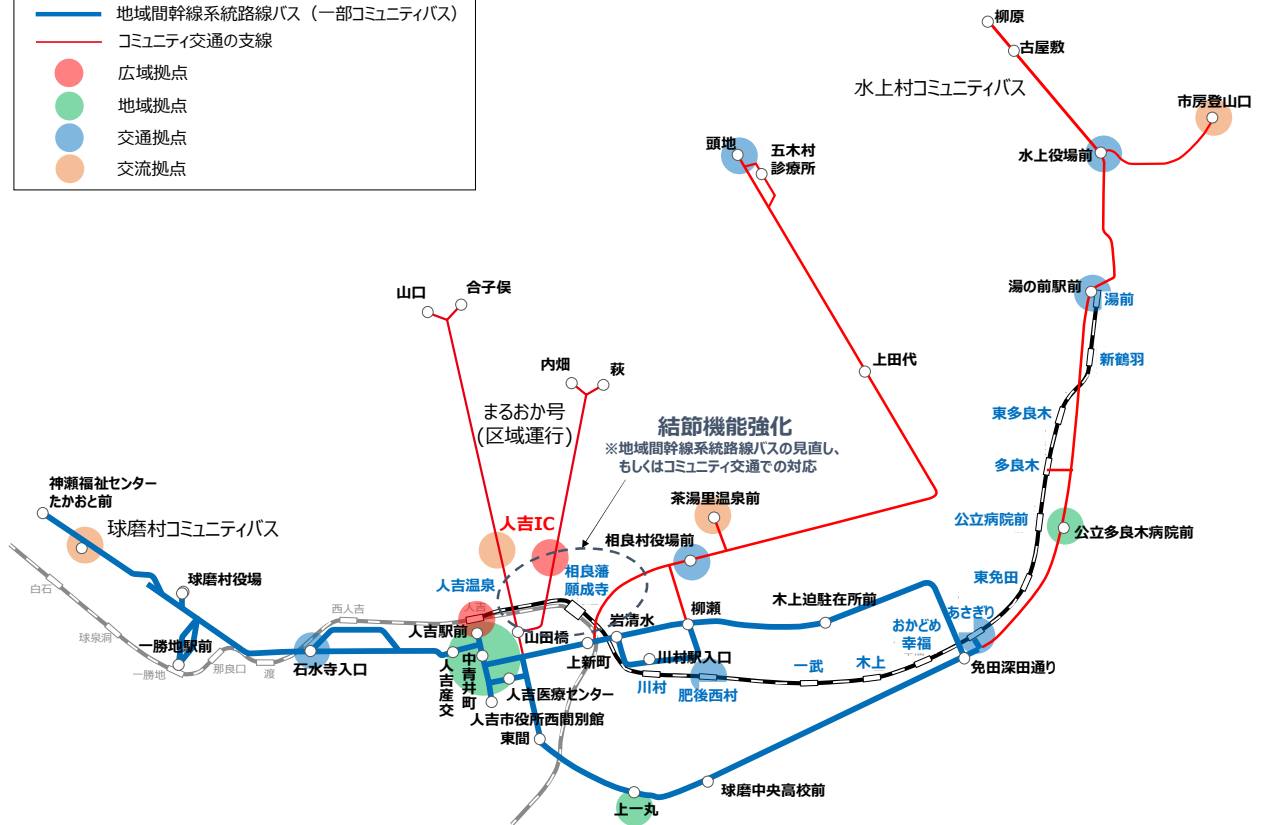 地域間幹線系統路線バス（一部コミュニティバス）
コミュニティ交通の支線
広域拠点
地域拠点
交通拠点
交流拠点
柳原
古屋敷
水上村コミュニティバス
市房登山口
水上役場前
頭地
五木村
診療所
湯の前駅前
湯前
新鶴羽
山口
合子俣
内畑
萩
上田代
まるおか号
(区域運行)
結節機能強化
※地域間幹線系統路線バスの見直し、
もしくはコミュニティ交通での対応
東多良木
多良木
神瀬福祉センター
たかおと前
球磨村コミュニティバス
茶湯里温泉前
人吉IC
公立病院前
公立多良木病院前
相良村役場前
人吉温泉
相良藩
願成寺
東免田
白石
球磨村役場
西人吉
人吉
木上迫駐在所前
あさぎり
おかどめ
幸福
球泉洞
一勝地駅前
人吉駅前
山田橋
岩清水
柳瀬
上新町
川村駅入口
免田深田通り
一勝地
那良口
渡
石水寺入口
人吉産交
中青井町
人吉医療センター
川村
肥後西村
一武
木上
人吉市役所西間別館
東間
球磨中央高校前
上一丸